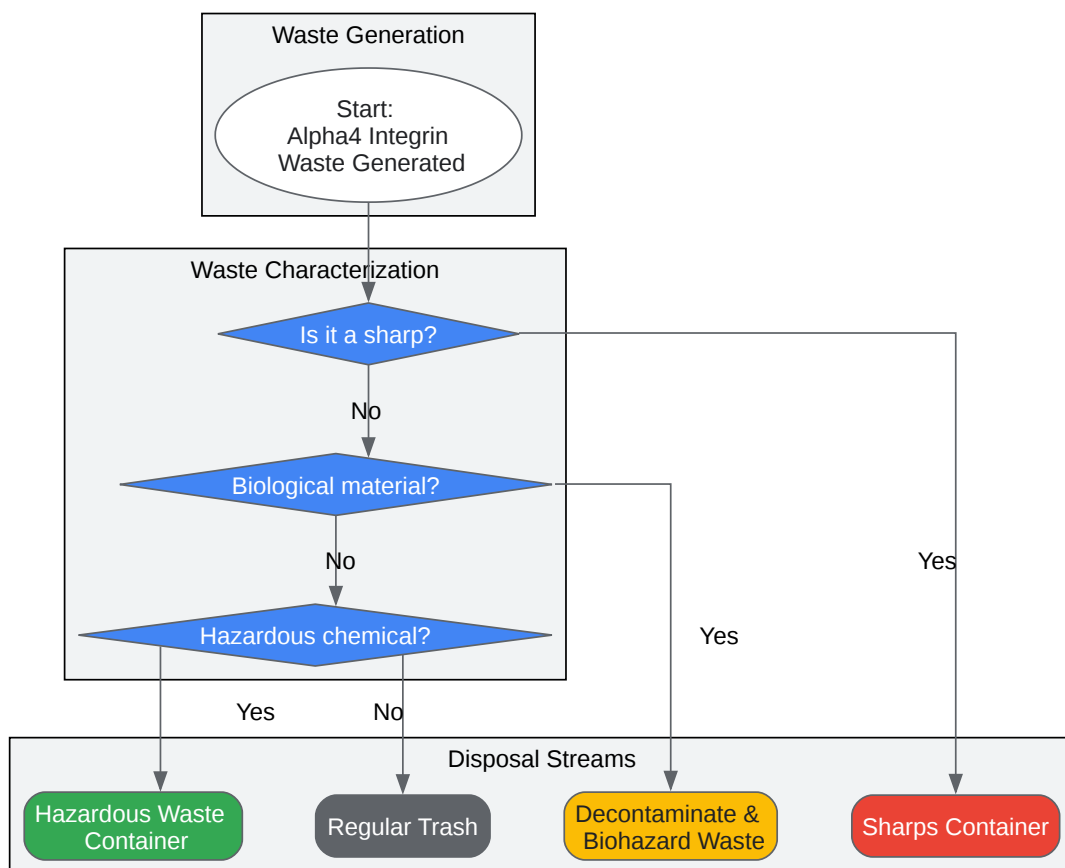 Waste Generation
Start:
Alpha4 Integrin
Waste Generated
Waste Characterization
Is it a sharp?
No
Biological material?
No
Yes
Hazardous chemical?
Yes
Yes
No
Disposal Streams
Hazardous Waste
Container
Regular Trash
Decontaminate &
Biohazard Waste
Sharps Container